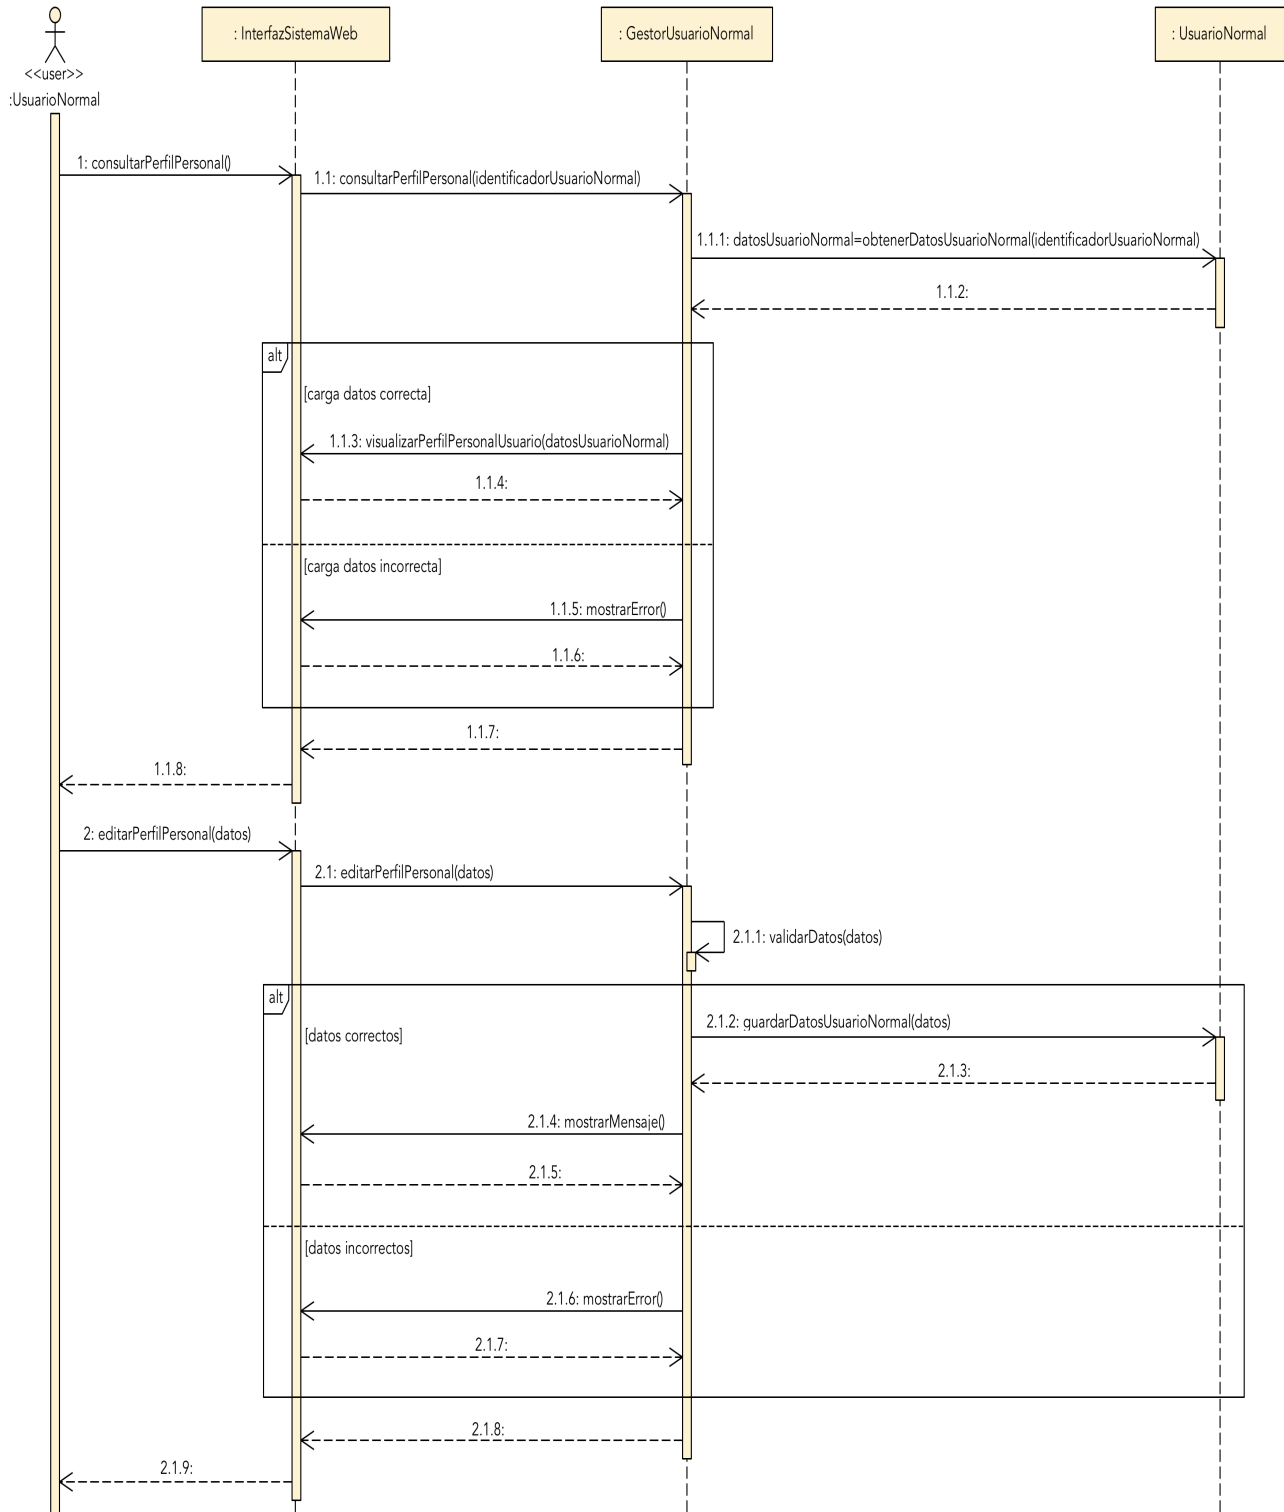 : InterfazSistemaWeb
: GestorUsuarioNormal
: UsuarioNormal
<<user>>
:UsuarioNormal
1: consultarPerfilPersonal()
1.1: consultarPerfilPersonal(identificadorUsuarioNormal)
1.1.1: datosUsuarioNormal=obtenerDatosUsuarioNormal(identificadorUsuarioNormal)
1.1.2:
alt
[carga datos correcta]
1.1.3: visualizarPerfilPersonalUsuario(datosUsuarioNormal)
1.1.4:
[carga datos incorrecta]
1.1.5: mostrarError()
1.1.6:
1.1.7:
1.1.8:
2: editarPerfilPersonal(datos)
2.1: editarPerfilPersonal(datos)
2.1.1: validarDatos(datos)
alt
2.1.2: guardarDatosUsuarioNormal(datos)
[datos correctos]
2.1.3:
2.1.4: mostrarMensaje()
2.1.5:
[datos incorrectos]
2.1.6: mostrarError()
2.1.7:
2.1.8:
2.1.9: